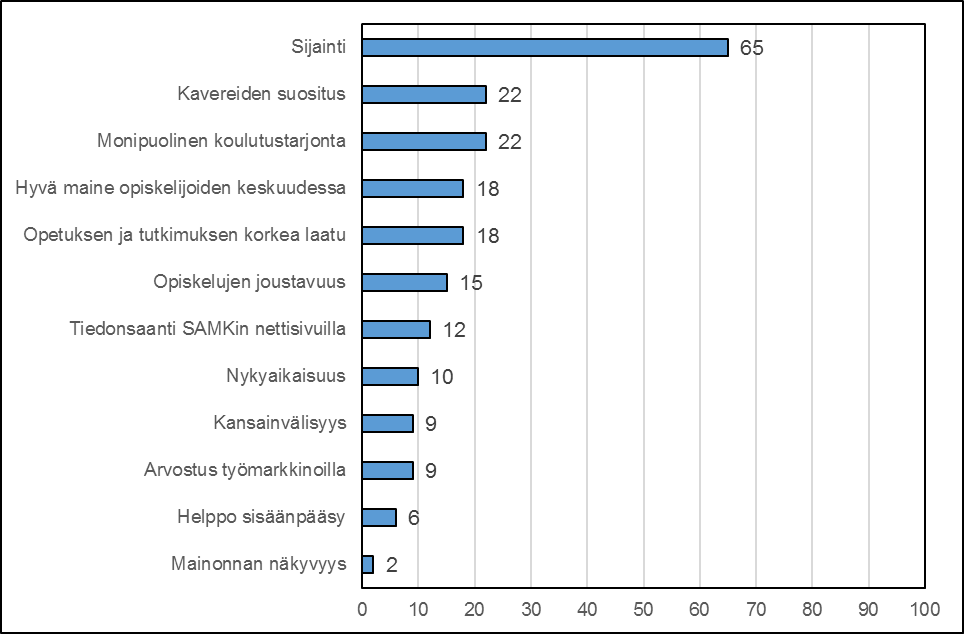 Sijainti 65
Kavereiden suositus 22
Monipuolinen koulutustarjonta 22
Hyvä maine opiskelijoiden keskuudessa 18
Opetuksen ja tutkimuksen korkea laatu 18
Opiskelujen joustavuus 15
Tiedonsaanti SAMKin nettisivuilla 12
Nykyaikaisuus 10
Kansainvälisyys 9
Arvostus työmarkkinoilla 9
Helppo sisäänpääsy 6
Mainonnan näkyvyys 2
0 10 20 30 40 50 60 70 80 90 100